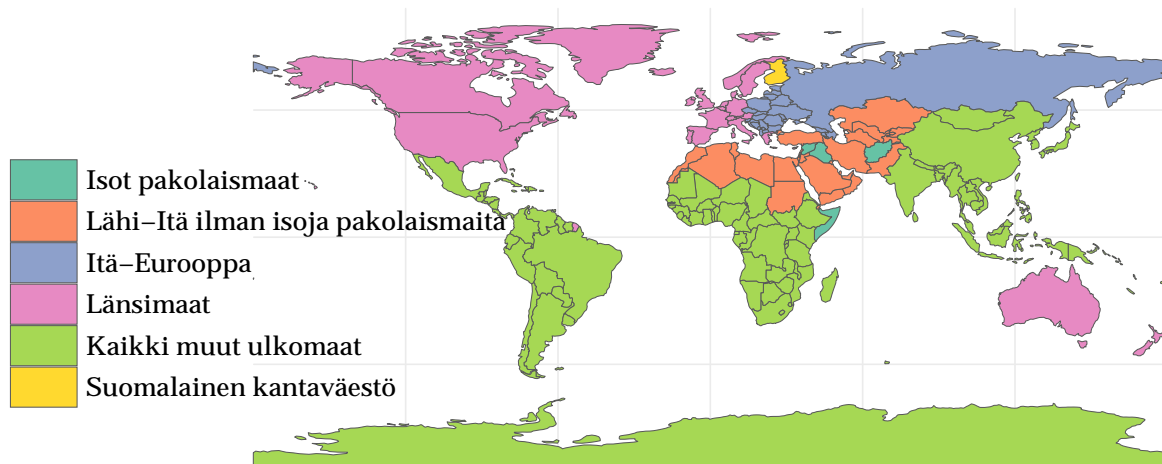 Isot pakolaismaat
Lähi−Itä ilman isoja pakolaismaita
Itä−Eurooppa
Länsimaat
Kaikki muut ulkomaat
Suomalainen kantaväestö